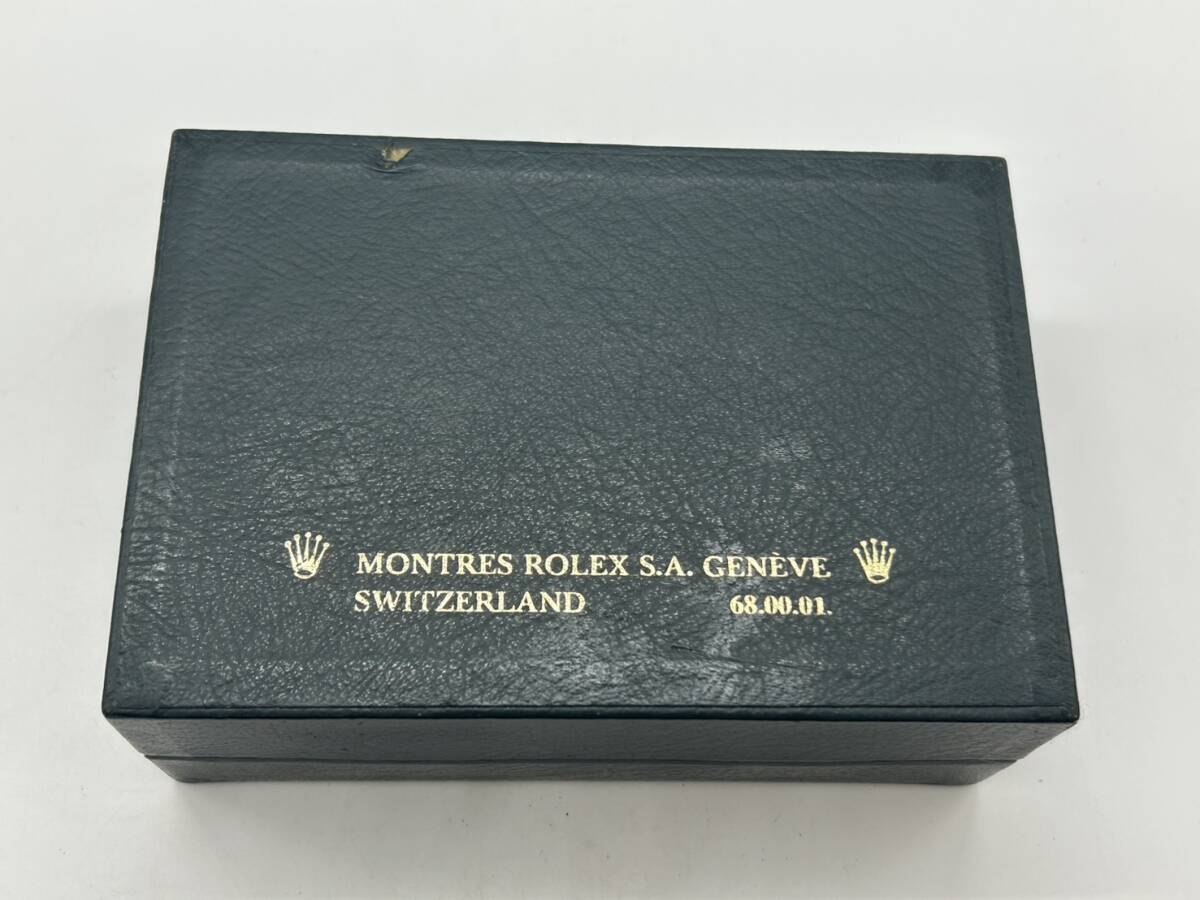 MONTRES ROLEX S.A. GENÈVE
SWITZERLAND 68.00.01.